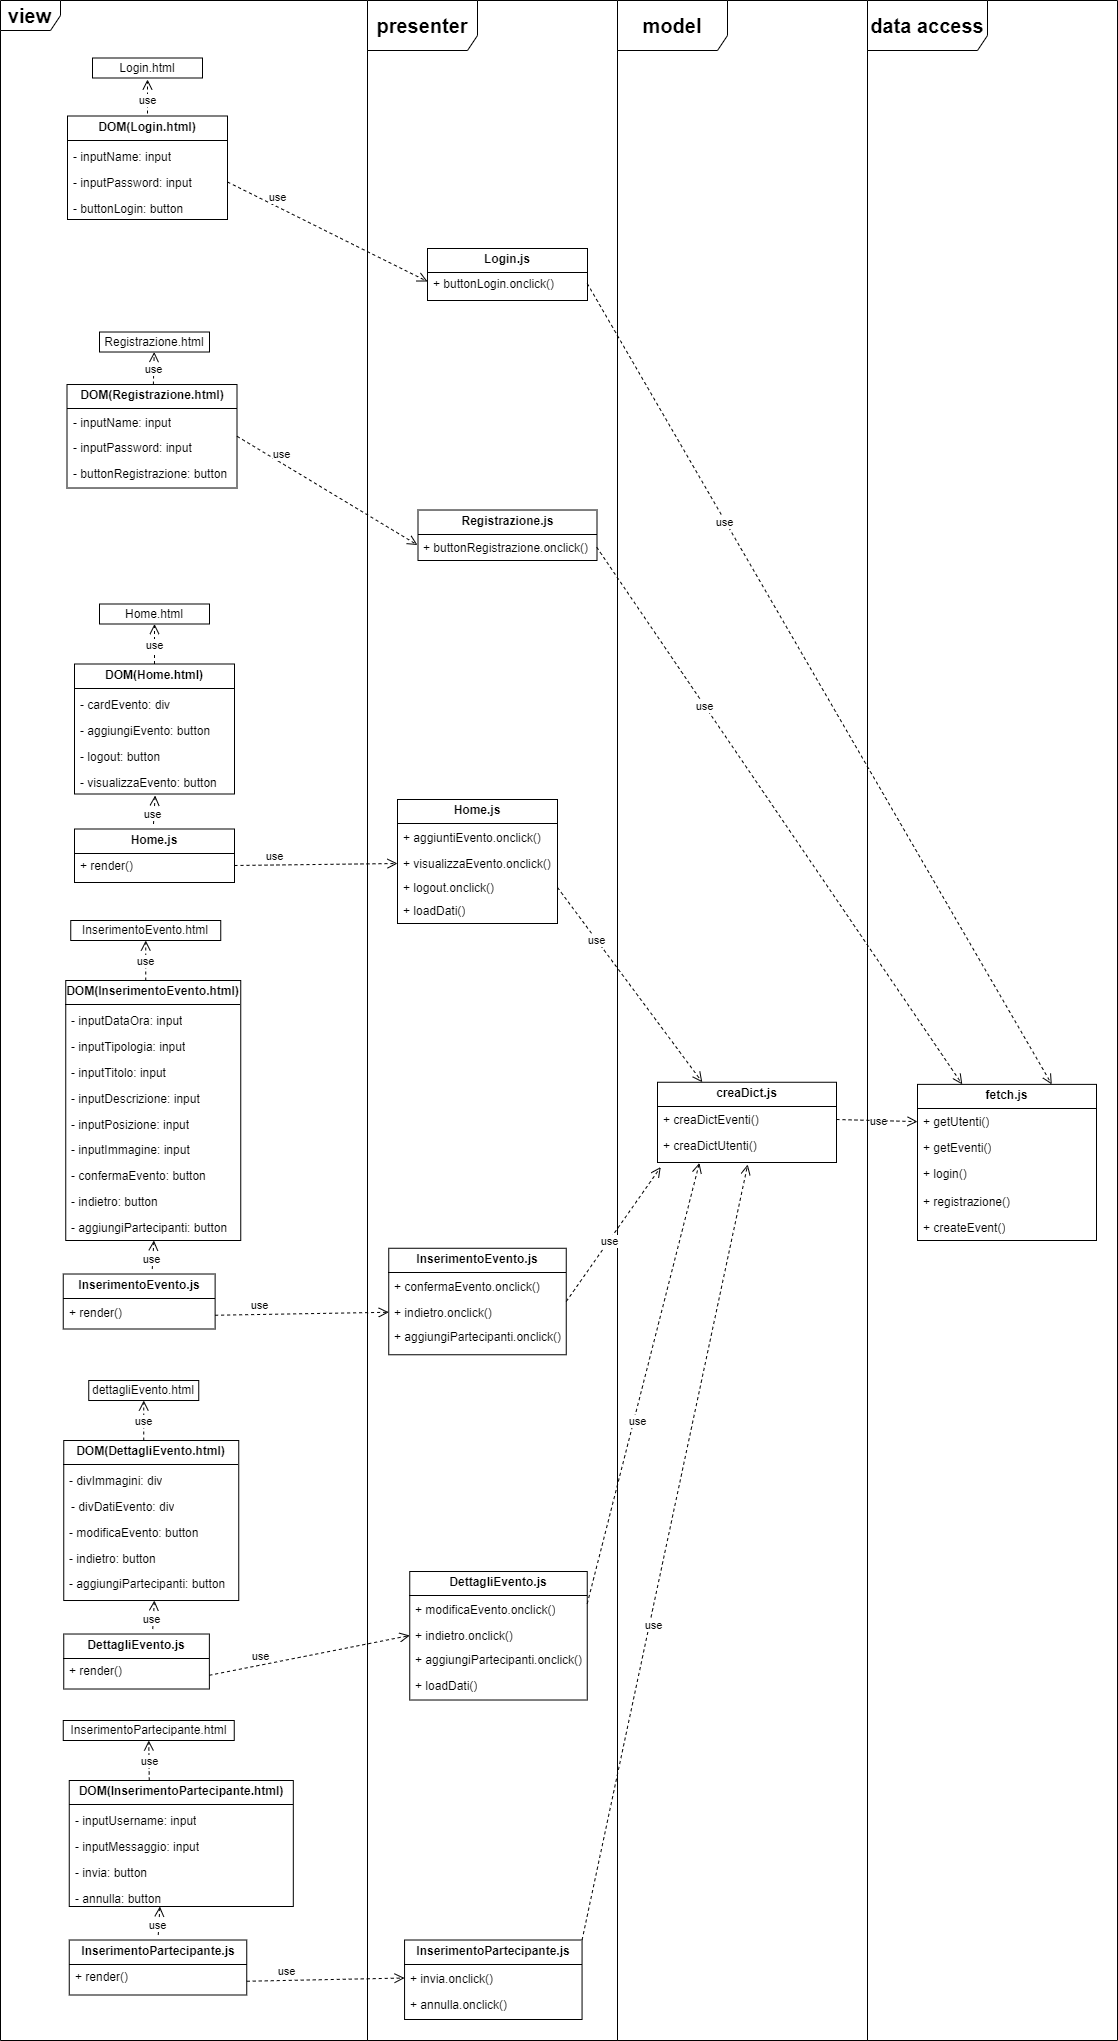 view
presenter
model
data access
Login.html
use
DOM(Login.html)
- inputName: input
- inputPassword: input
- buttonLogin: button
use
Login.js
+ buttonLogin.onclick()
use
Registrazione.html
use
DOM(Registrazione.html)
- inputName: input
- inputPassword: input
- buttonRegistrazione: button
use
Registrazione.js
+ buttonRegistrazione.onclick()
use
Home.html
use
DOM(Home.html)
- cardEvento: div
- aggiungiEvento: button
- logout: button
- visualizzaEvento: button
use
Home.js
+ render()
use
Home.js
+ aggiuntiEvento.onclick()
+ visualizzaEvento.onclick()
+ logout.onclick()
+ loadDati()
use
InserimentoEvento.html
use
DOM(InserimentoEvento.html)
- inputDataOra: input
- inputTipologia: input
- inputTitolo: input
- inputDescrizione: input
- inputPosizione: input
- inputImmagine: input
- confermaEvento: button
- indietro: button
- aggiungiPartecipanti: button
use
InserimentoEvento.js
+ render()
use
InserimentoEvento.js
+ confermaEvento.onclick()
+ indietro.onclick()
+ aggiungiPartecipanti.onclick()
use
creaDict.js
+ creaDictEventi()
+ creaDictUtenti()
use
fetch.js
+ getUtenti()
+ getEventi()
+ login()
+ registrazione()
+ createEvent()
dettagliEvento.html
use
DOM(DettagliEvento.html)
- divImmagini: div
- divDatiEvento: div
- modificaEvento: button
- indietro: button
- aggiungiPartecipanti: button
use
DettagliEvento.js
+ render()
use
DettagliEvento.js
+ modificaEvento.onclick()
+ indietro.onclick()
+ aggiungiPartecipanti.onclick()
+ loadDati()
use
InserimentoPartecipante.html
use
DOM(InserimentoPartecipante.html)
- inputUsername: input
- inputMessaggio: input
- invia: button
- annulla: button
use
InserimentoPartecipante.js
+ render()
use
InserimentoPartecipante.js
+ invia.onclick()
+ annulla.onclick()
use